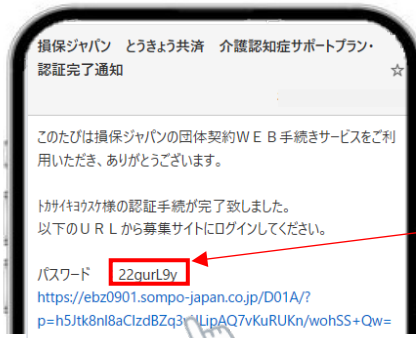 損保ジャパン とうきょう共済 介護認知症サポートプラン・
認証完了通知
このたびは損保ジャパンの団体契約ＷＥＢ手続きサービスをご利
用いただき、ありがとうございます。
ﾄｶｻｲｷﾖｳｽｹ様の認証手続が完了致しました。
以下のＵＲＬから募集サイトにログインしてください。
パスワード 22gurL9y
https://ebz0901.sompo-japan.co.jp/D01A/?